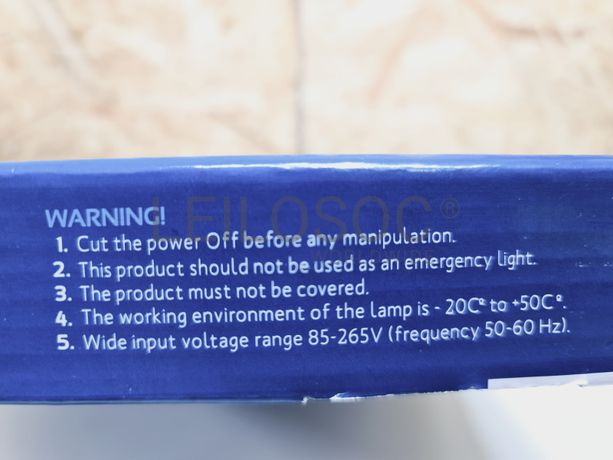 WARNING!
1. Cut the power Off before any manipulation.
2. This product should not be used as an emergency light.
3. The product must not be covered.
4. The working environment of the lamp is - 20Cº to +50Cº.
5. Wide input voltage range 85-265V (frequency 50-60 Hz).
LEILOSOC®